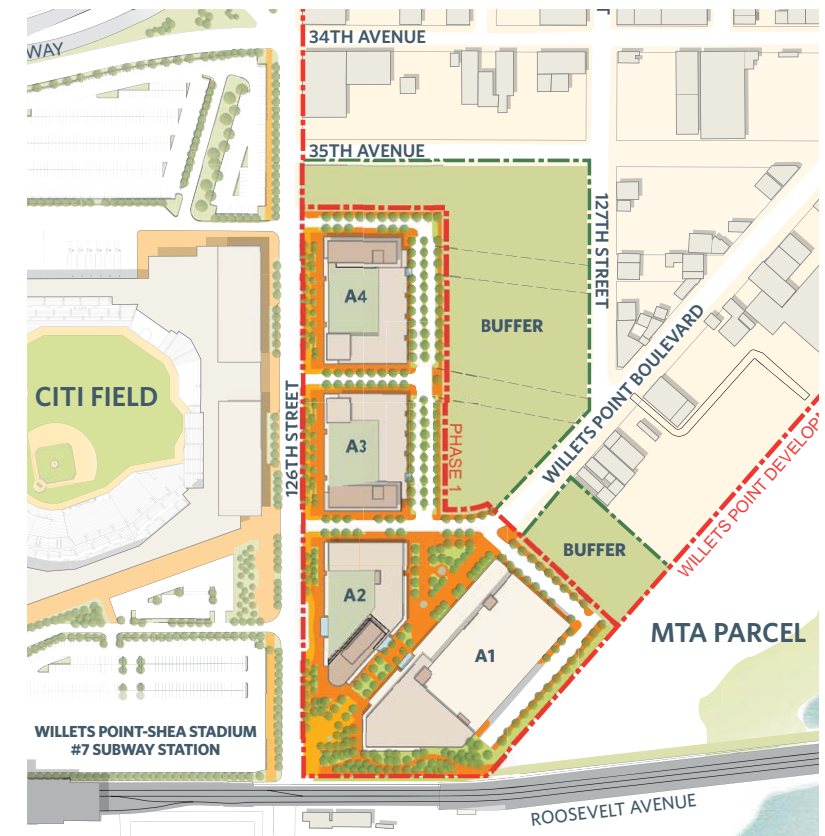 34TH AVENUE
WAY
35TH AVENUE
127TH STREET
A4
BUFFER
CITI FIELD
WILLETS POINT BOULEVARD
126TH STREET
A3
PHASE 1
BUFFER
WILLETS POINT DEVELOPM
A2
A1
MTA PARCEL
WILLETS POINT-SHEA STADIUM
#7 SUBWAY STATION
ROOSEVELT AVENUE